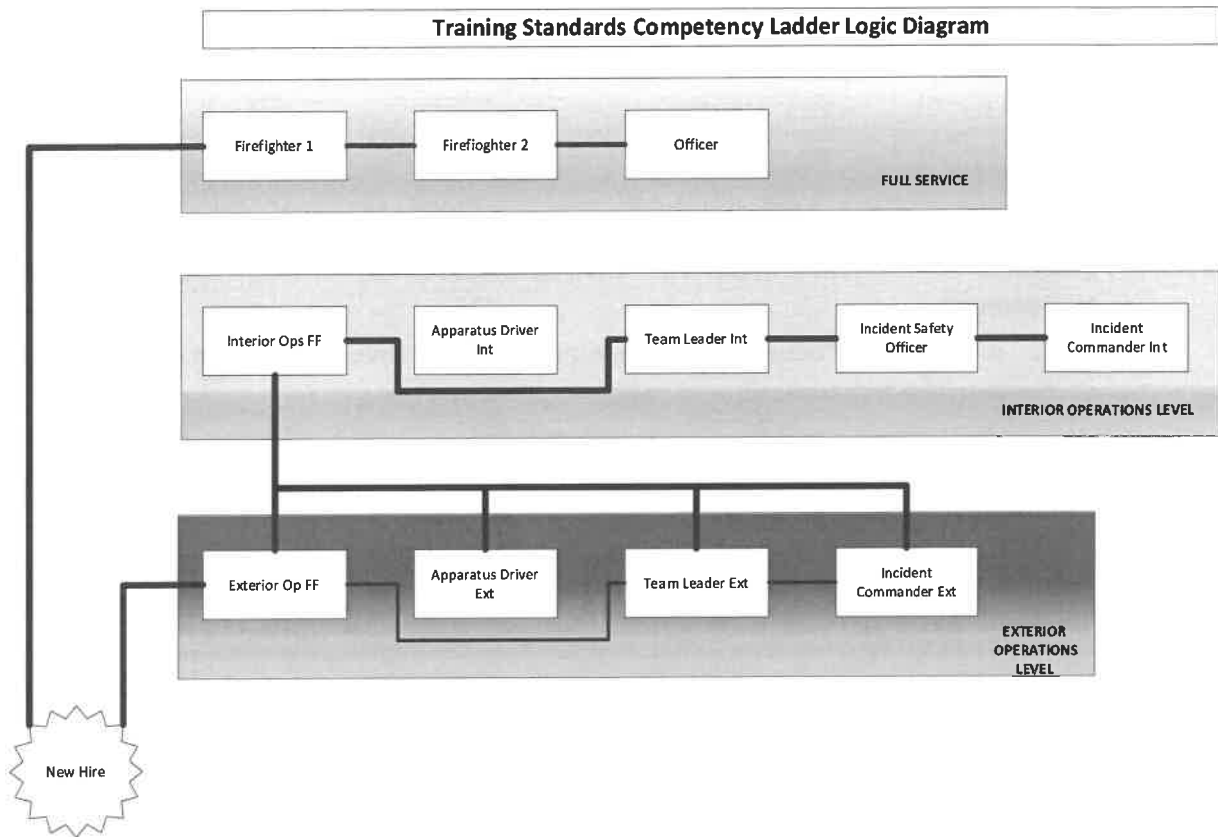 Training Standards Competency Ladder Logic Diagram
Firefighter 1
Firefioghter 2
Officer
FULL SERVICE
Interior Ops FF
Apparatus Driver
Int
Team Leader Int
Incident Safety
Officer
Incident
Commander Int
INTERIOR OPERATIONS LEVEL
Exterior Op FF
Apparatus Driver
Ext
Team Leader Ext
Incident
Commander Ext
EXTERIOR
OPERATIONS
LEVEL
New Hire